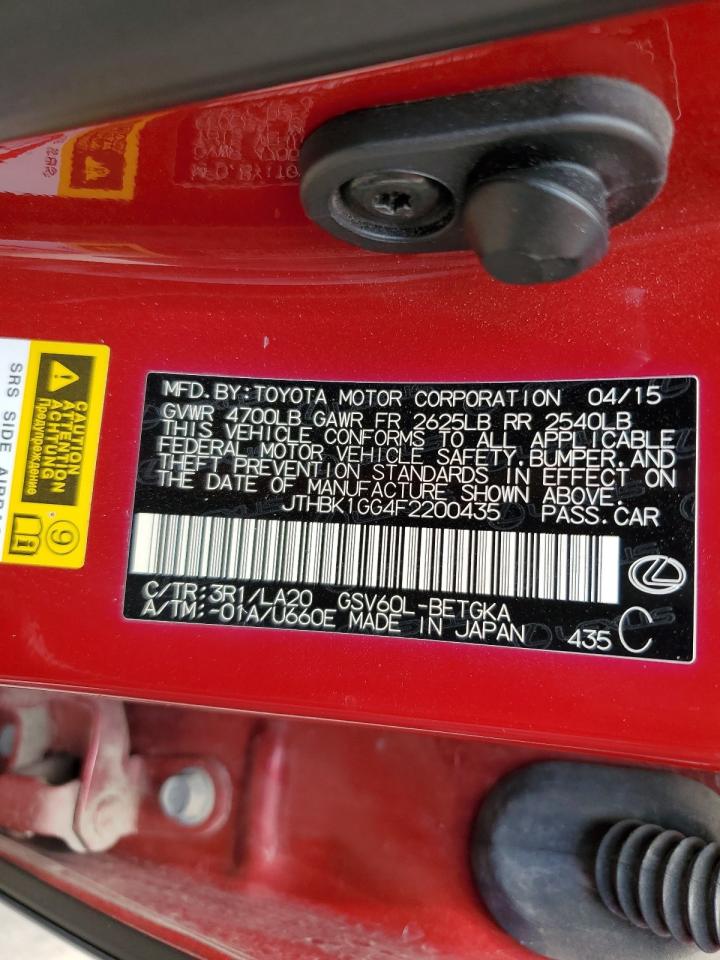 MFD.BY:TOYOTA MOTOR CORPORATION 04/15
GVWR 4700LB GAWR FR 2625LB RR 2540LB
THIS VEHICLE CONFORMS TO ALL APPLICABLE
FEDERAL MOTOR VEHICLE SAFETY,BUMPER,AND
THEFT PREVENTION STANDARDS IN EFFECT ON
THE DATE OF MANUFACTURE SHOWN ABOVE.
JTHBK1GG4F2200435 PASS.CAR
C/TR:3R1/LA20 GSV60L-BETGKA
A/TM:-01A/U660E MADE IN JAPAN 435 C
SRS SIDE
CAUTION
ATTENTION
Предупреждение
9